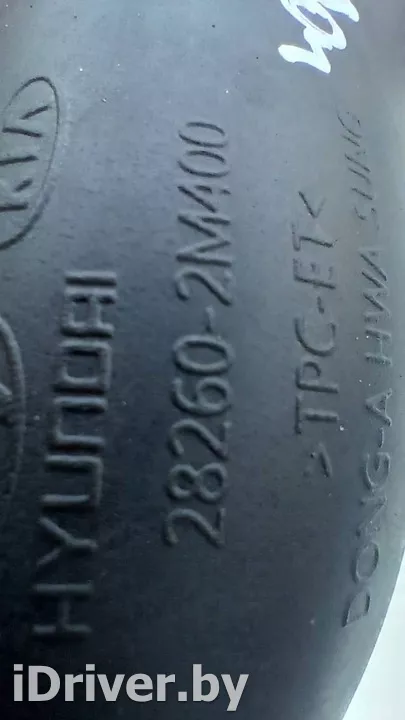 KIA
HYUNDAI
28260-2M400
>TPC-ET<
DONG-A HWA SUNG
iDriver.by